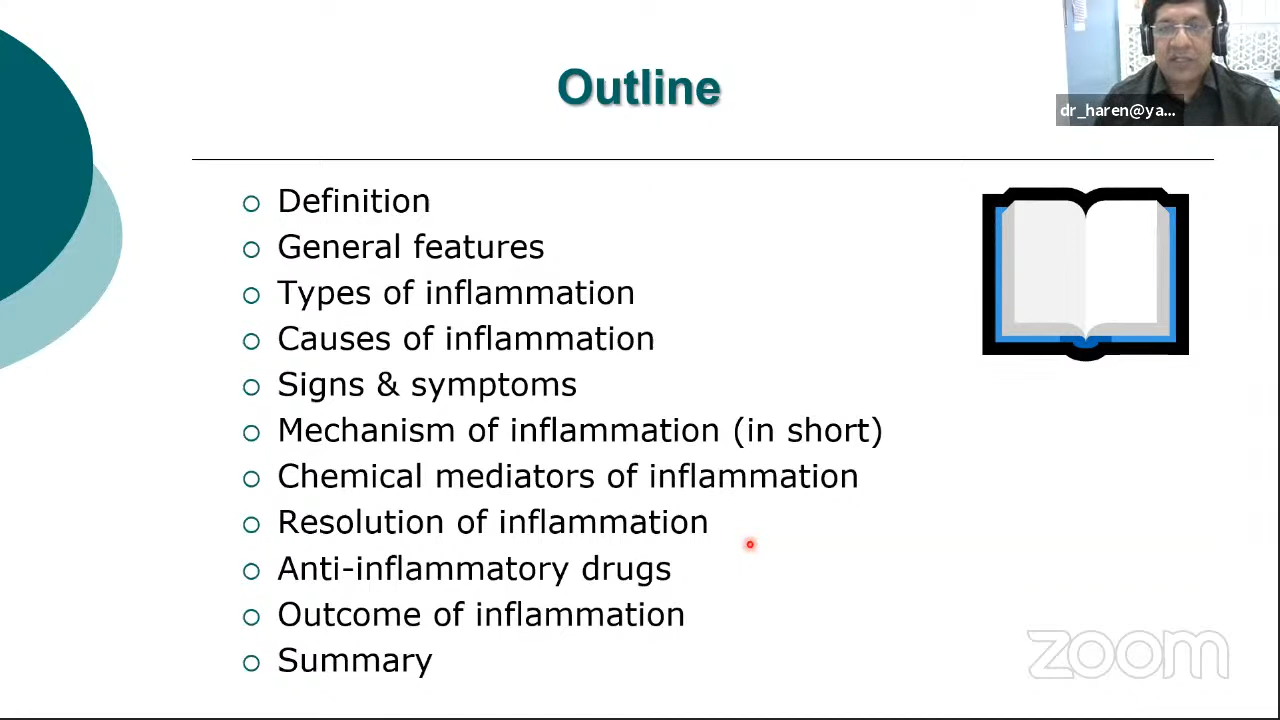 Outline
dr_haren@ya...
Definition
General features
Types of inflammation
Causes of inflammation
Signs & symptoms
Mechanism of inflammation (in short)
Chemical mediators of inflammation
Resolution of inflammation
Anti-inflammatory drugs
Outcome of inflammation
Summary
zoom